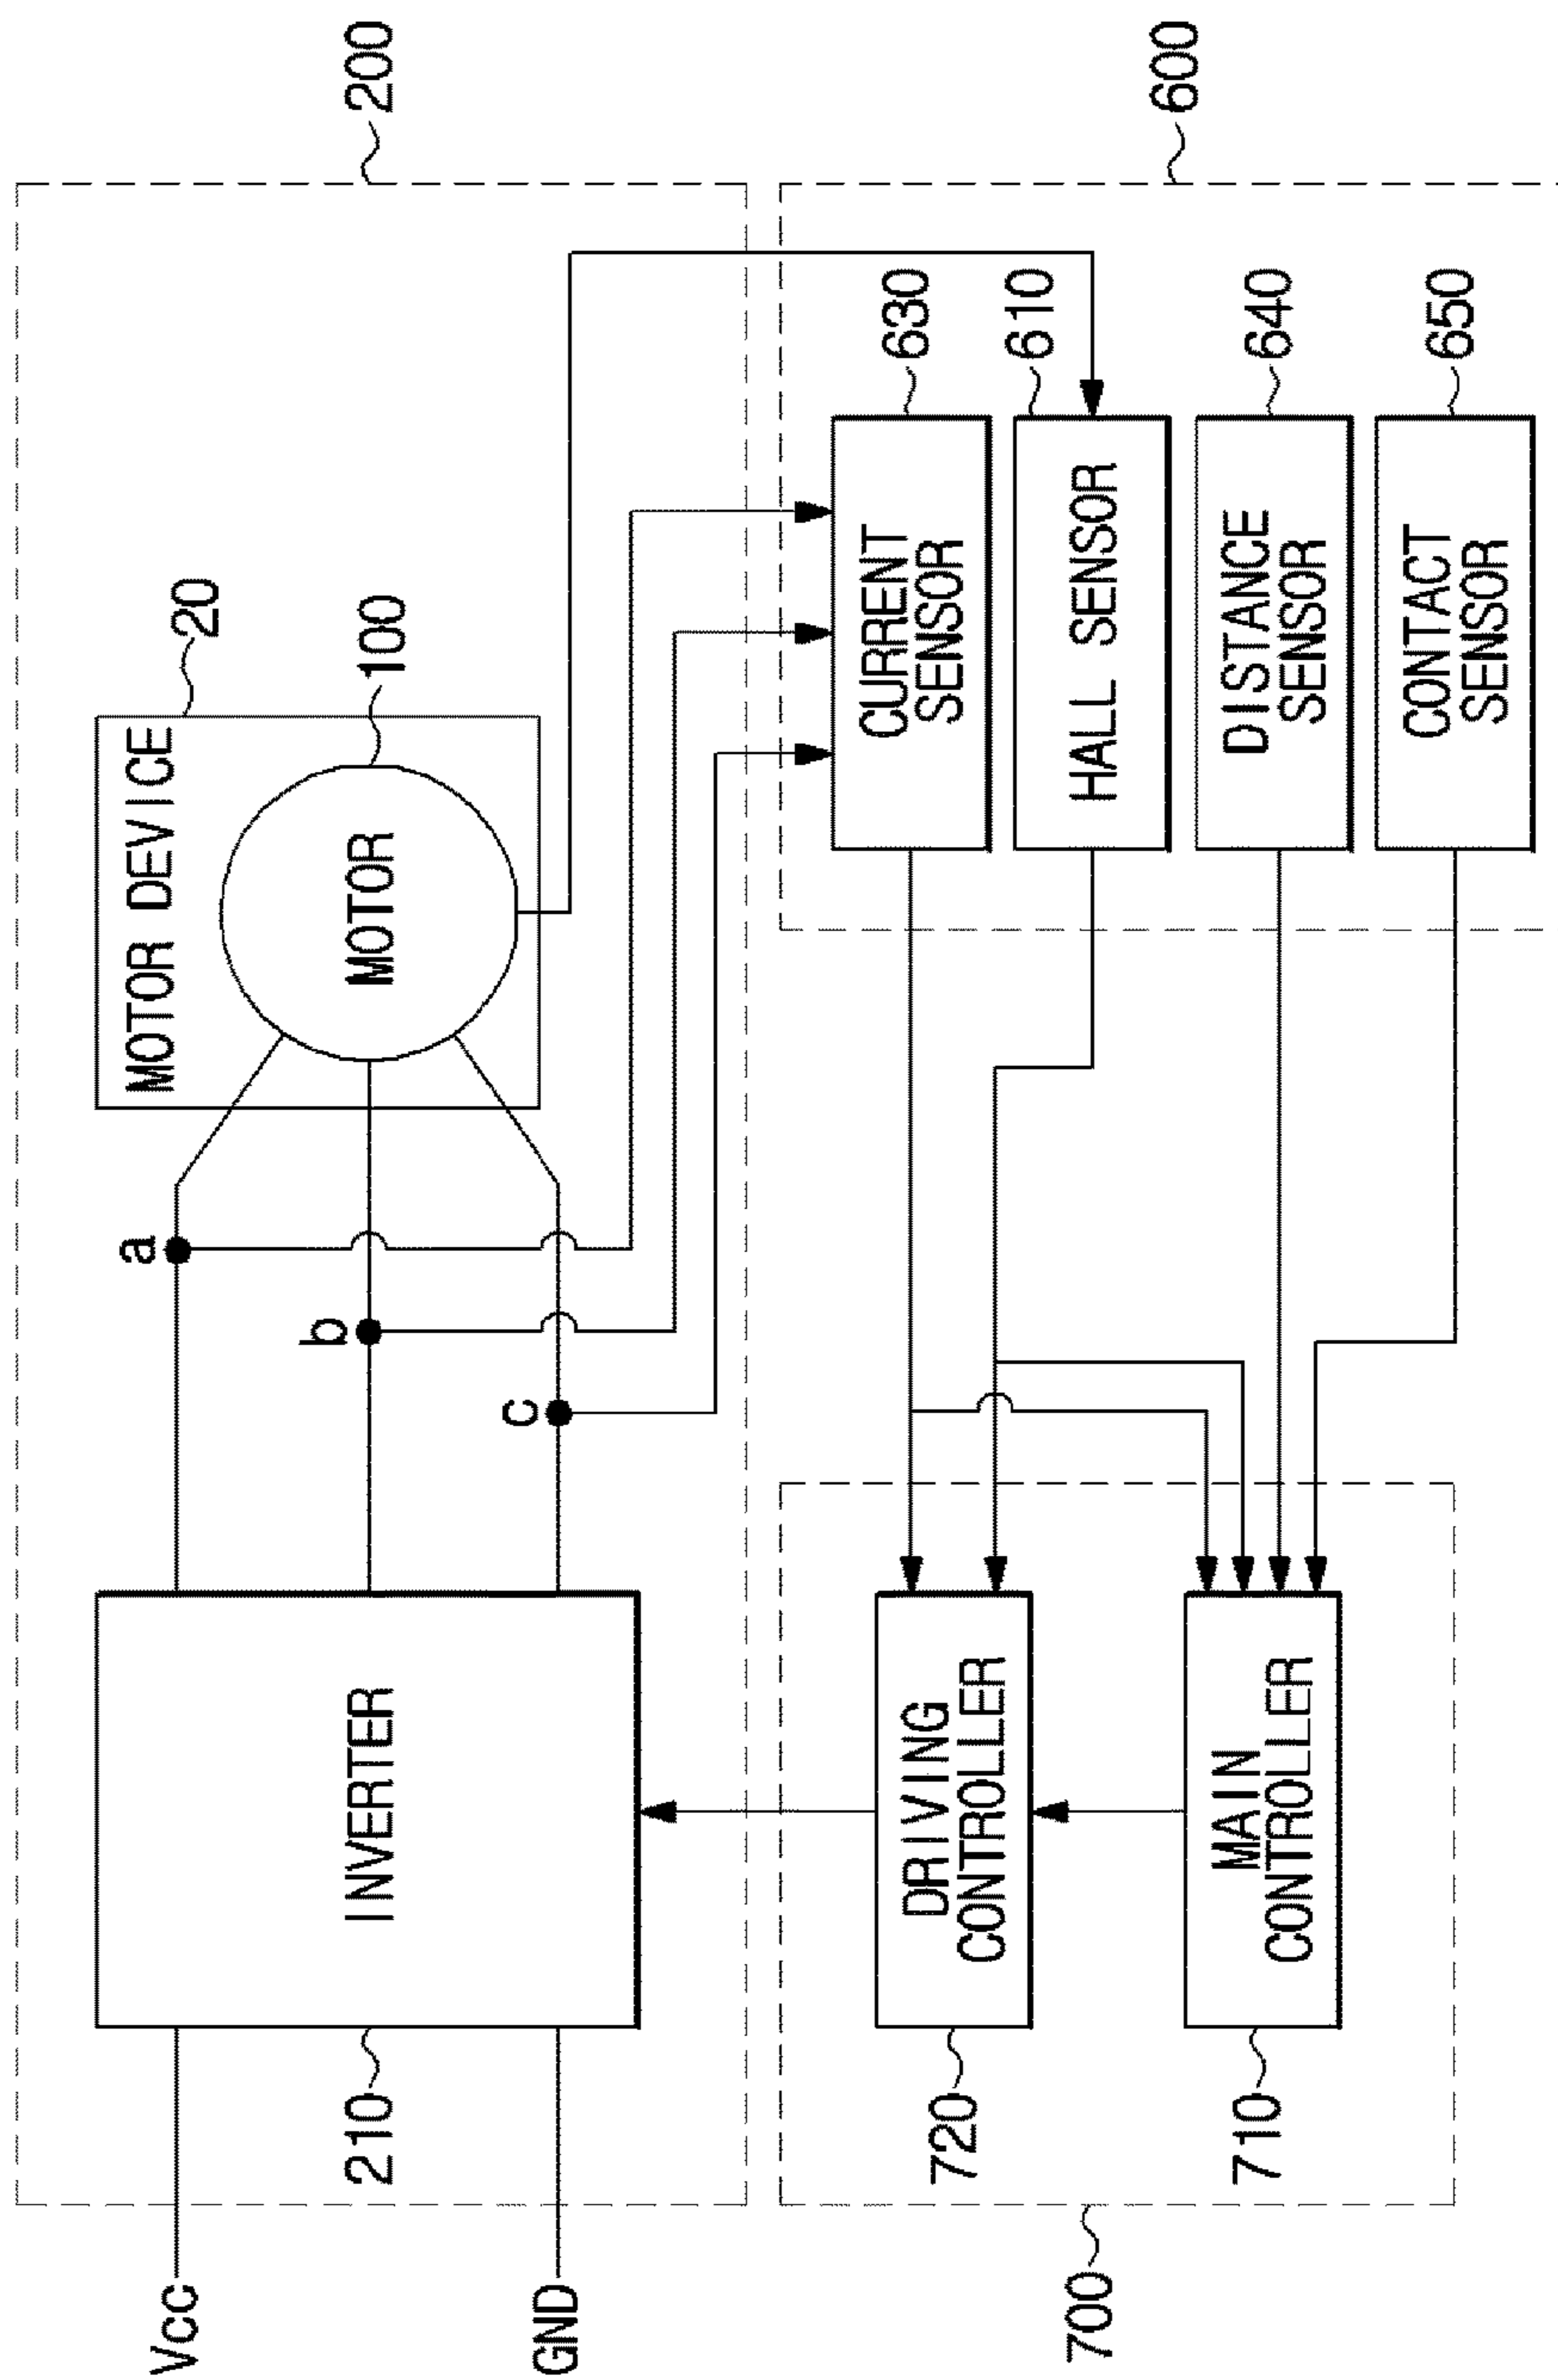 200
MOTOR DEVICE
20
MOTOR
100
a
b
c
INVERTER
210
Vcc
GND
600
CURRENT
SENSOR
630
HALL SENSOR
610
DISTANCE
SENSOR
640
CONTACT
SENSOR
650
DRIVING
CONTROLLER
720
MAIN
CONTROLLER
710
700